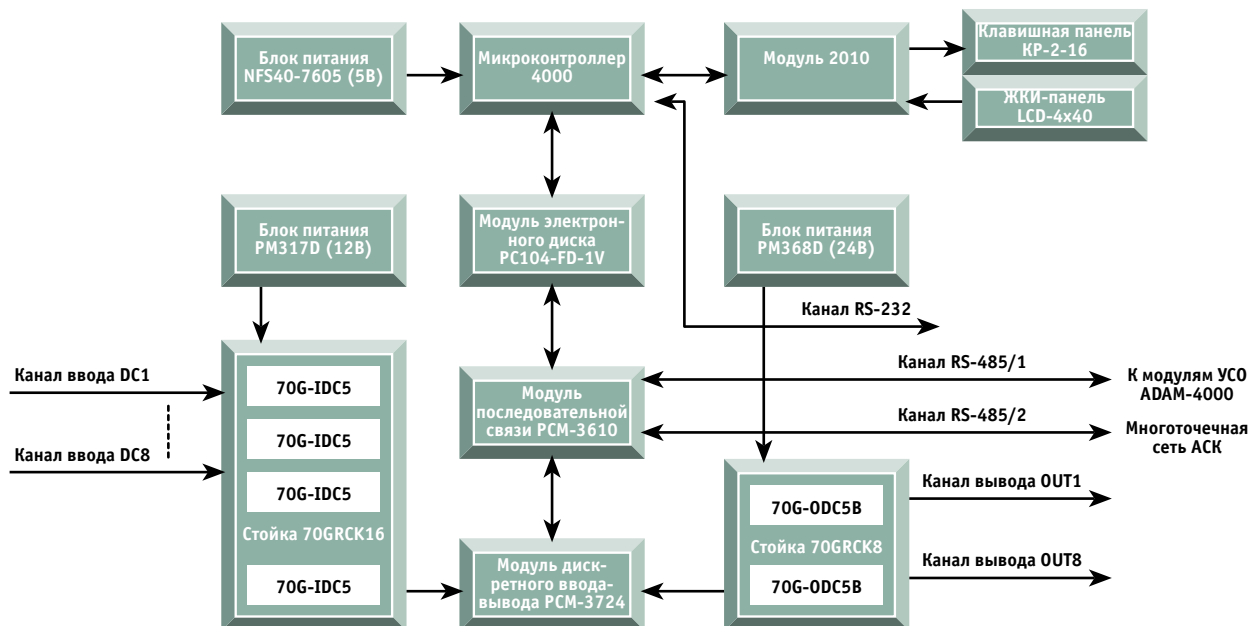 Блок питания
NFS40-7605 (5В)
Микроконтроллер
4000
Модуль 2010
Клавишная панель
КР-2-16
ЖКИ-панель
LCD-4x40
Блок питания
PM317D (12В)
Модуль электрон-
ного диска
PC104-FD-1V
Блок питания
PM368D (24В)
Канал RS-232
Канал ввода DC1
Канал ввода DC8
70G-IDC5
70G-IDC5
70G-IDC5
Стойка 70GRCK16
70G-IDC5
Модуль
последовательной
связи PCM-3610
Канал RS-485/1
К модулям УСО
ADAM-4000
Канал RS-485/2
Многоточечная
сеть АСК
70G-ODC5B
Стойка 70GRCK8
70G-ODC5B
Канал вывода OUT1
Канал вывода OUT8
Модуль диск-
ретного ввода-
вывода PCM-3724